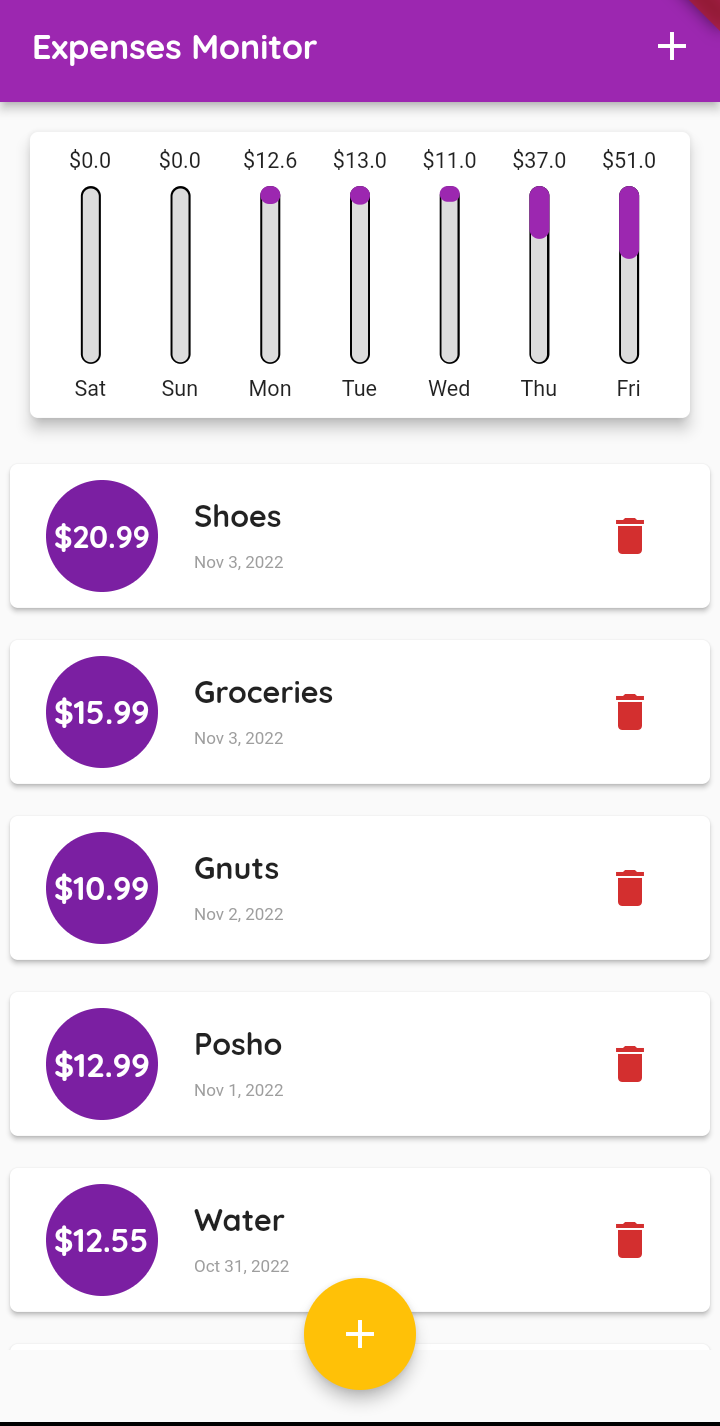 Expenses Monitor
$0.0 $0.0 $12.6 $13.0 $11.0 $37.0 $51.0
Sat Sun Mon Tue Wed Thu Fri
$20.99
Shoes
Nov 3, 2022
$15.99
Groceries
Nov 3, 2022
$10.99
Gnuts
Nov 2, 2022
$12.99
Posho
Nov 1, 2022
$12.55
Water
Oct 31, 2022